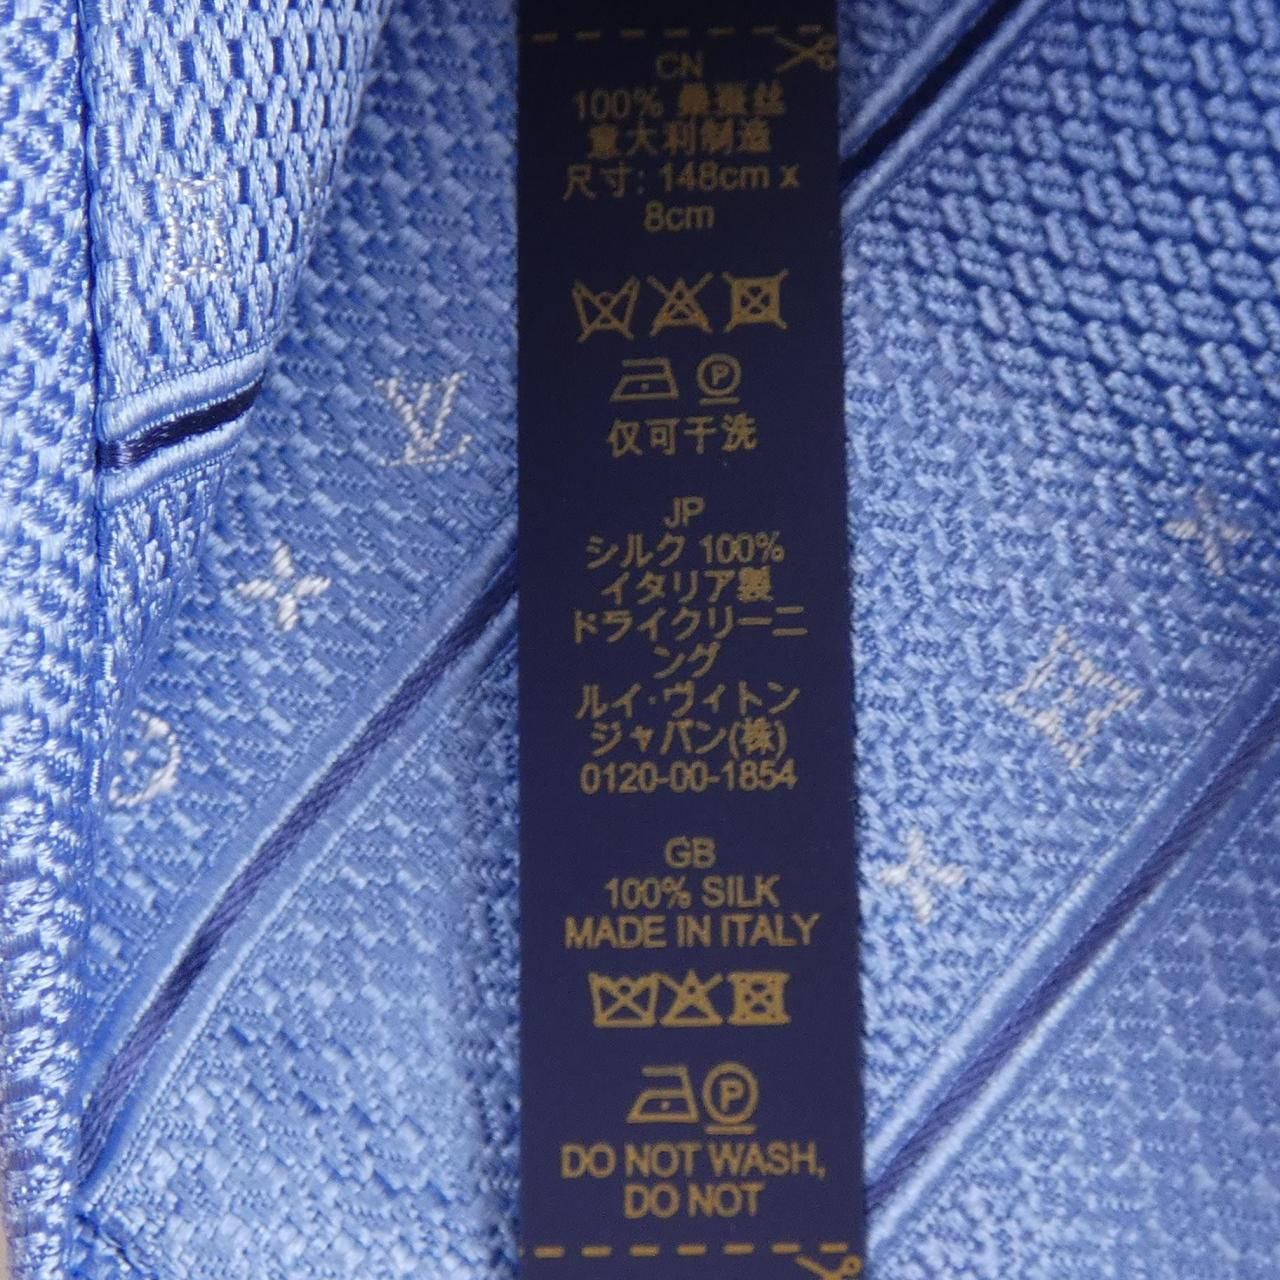 CN
100% 桑蚕丝
意大利制造
尺寸: 148cm x
8cm
仅可干洗
JP
シルク 100%
イタリア製
ドライクリーニ
ング
ルイ・ヴィトン
ジャパン(株)
0120-00-1854
GB
100% SILK
MADE IN ITALY
P
DO NOT WASH,
DO NOT
LV